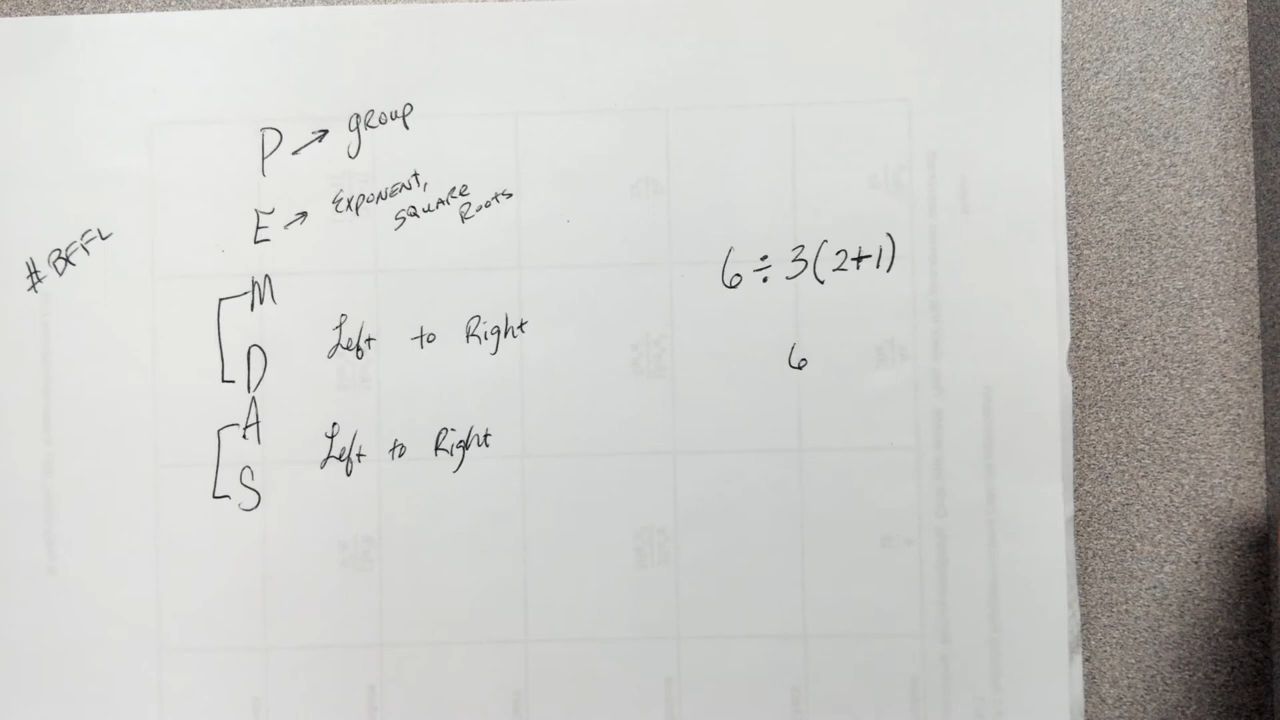 P → group
E → EXPONENT,
SQUARE
Roots
# BFFL
M
Left to Right
D
A
Left to Right
S
6 ÷ 3(2+1)
6